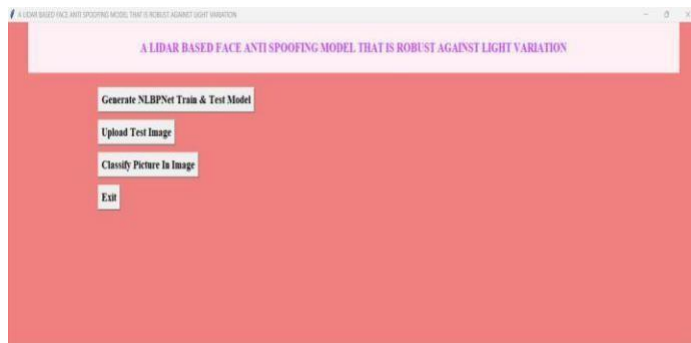 A LIDAR BASED FACE ANTI SPOOFING MODEL THAT IS ROBUST AGAINST LIGHT VARIATION
A LIDAR BASED FACE ANTI SPOOFING MODEL THAT IS ROBUST AGAINST LIGHT VARIATION
Generate NLBPNet Train & Test Model
Upload Test Image
Classify Picture In Image
Exit